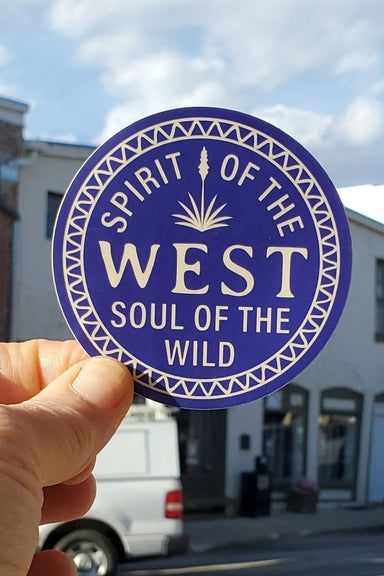 SPIRIT OF THE
WEST
SOUL OF THE
WILD